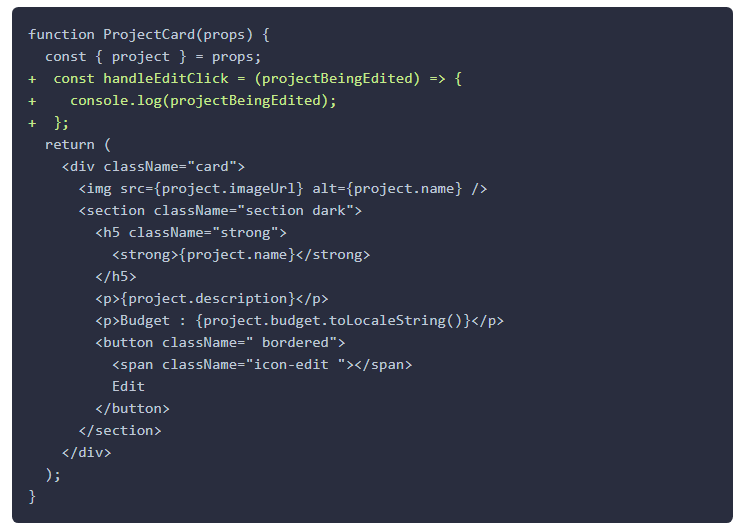 function ProjectCard(props) {
  const { project } = props;
+  const handleEditClick = (projectBeingEdited) => {
+    console.log(projectBeingEdited);
+  };
  return (
    <div className="card">
      <img src={project.imageUrl} alt={project.name} />
      <section className="section dark">
        <h5 className="strong">
          <strong>{project.name}</strong>
        </h5>
        <p>{project.description}</p>
        <p>Budget : {project.budget.toLocaleString()}</p>
        <button className=" bordered">
          <span className="icon-edit "></span>
          Edit
        </button>
      </section>
    </div>
  );
}